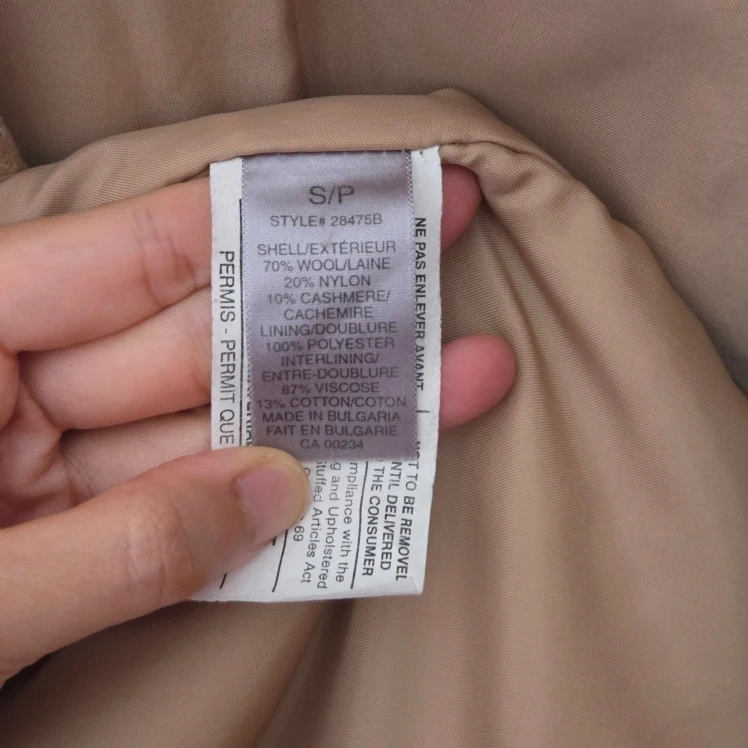 S/P
STYLE# 28475B
SHELL/EXTÉRIEUR
70% WOOL/LAINE
20% NYLON
10% CASHMERE/
CACHEMIRE
LINING/DOUBLURE
100% POLYESTER
INTERLINING/
ENTRE-DOUBLURE
87% VISCOSE
13% COTTON/COTON
MADE IN BULGARIA
FAIT EN BULGARIE
CA 00234
NE PAS ENLEVER AVANT
TO BE REMOVE
DELIVERED
THE CONSUMER
with the
g and Upholstered
Articles Act
69
PERMIS - PERMIT QUE